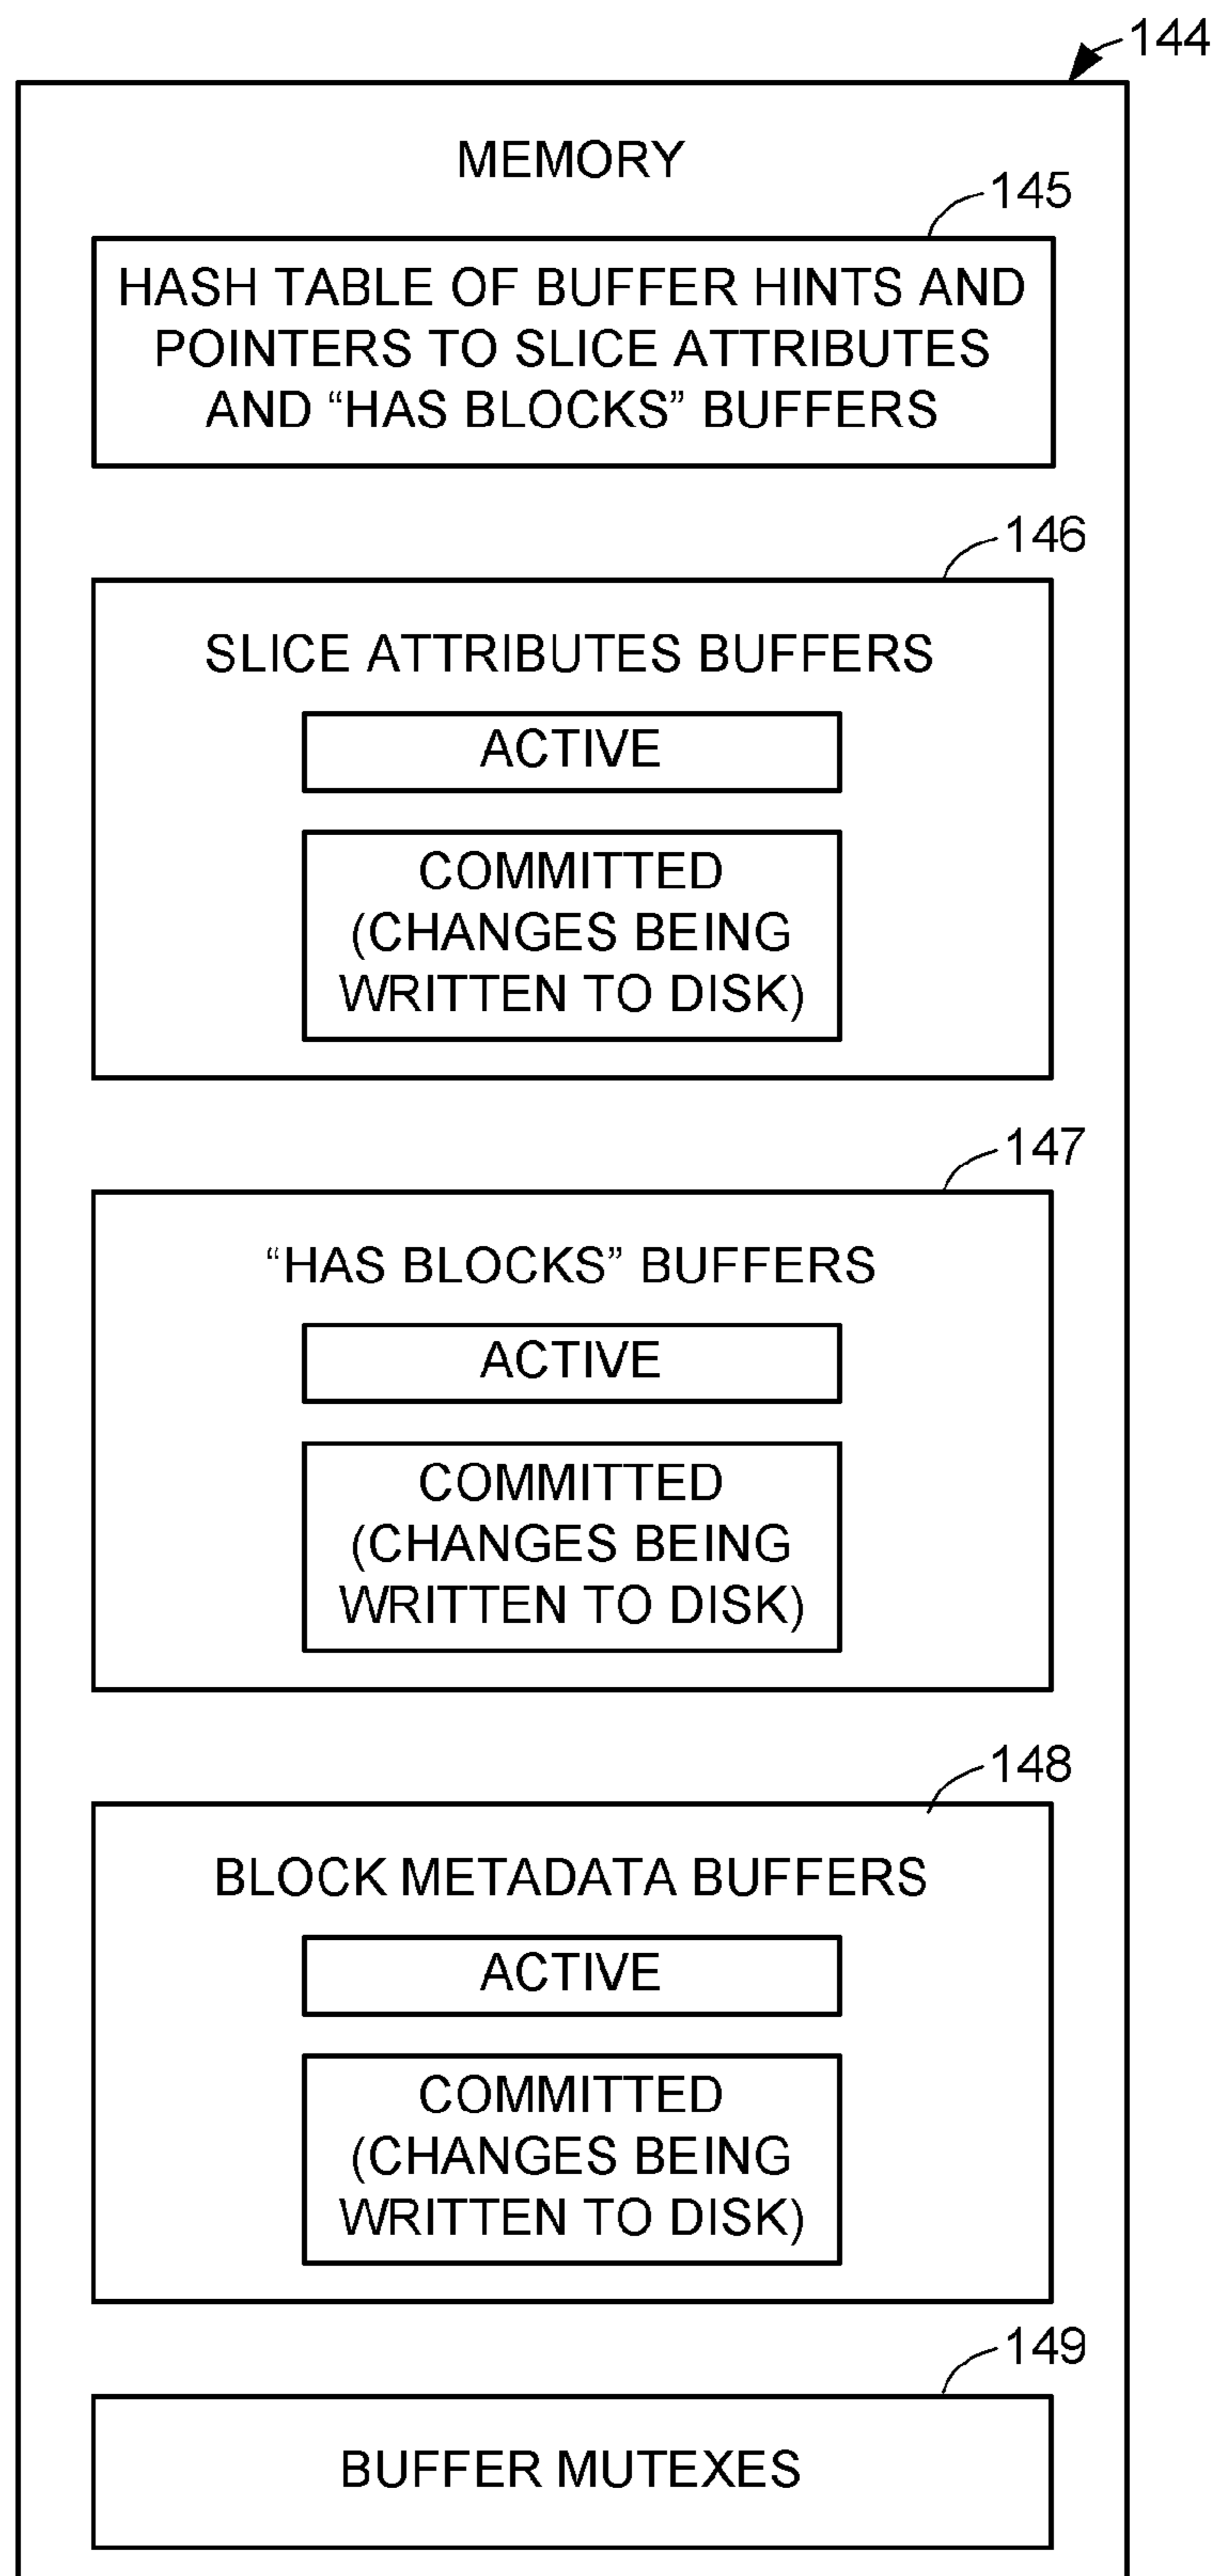 144
MEMORY
145
HASH TABLE OF BUFFER HINTS AND
POINTERS TO SLICE ATTRIBUTES
AND “HAS BLOCKS” BUFFERS
146
SLICE ATTRIBUTES BUFFERS
ACTIVE
COMMITTED
(CHANGES BEING
WRITTEN TO DISK)
147
“HAS BLOCKS” BUFFERS
ACTIVE
COMMITTED
(CHANGES BEING
WRITTEN TO DISK)
148
BLOCK METADATA BUFFERS
ACTIVE
COMMITTED
(CHANGES BEING
WRITTEN TO DISK)
149
BUFFER MUTEXES